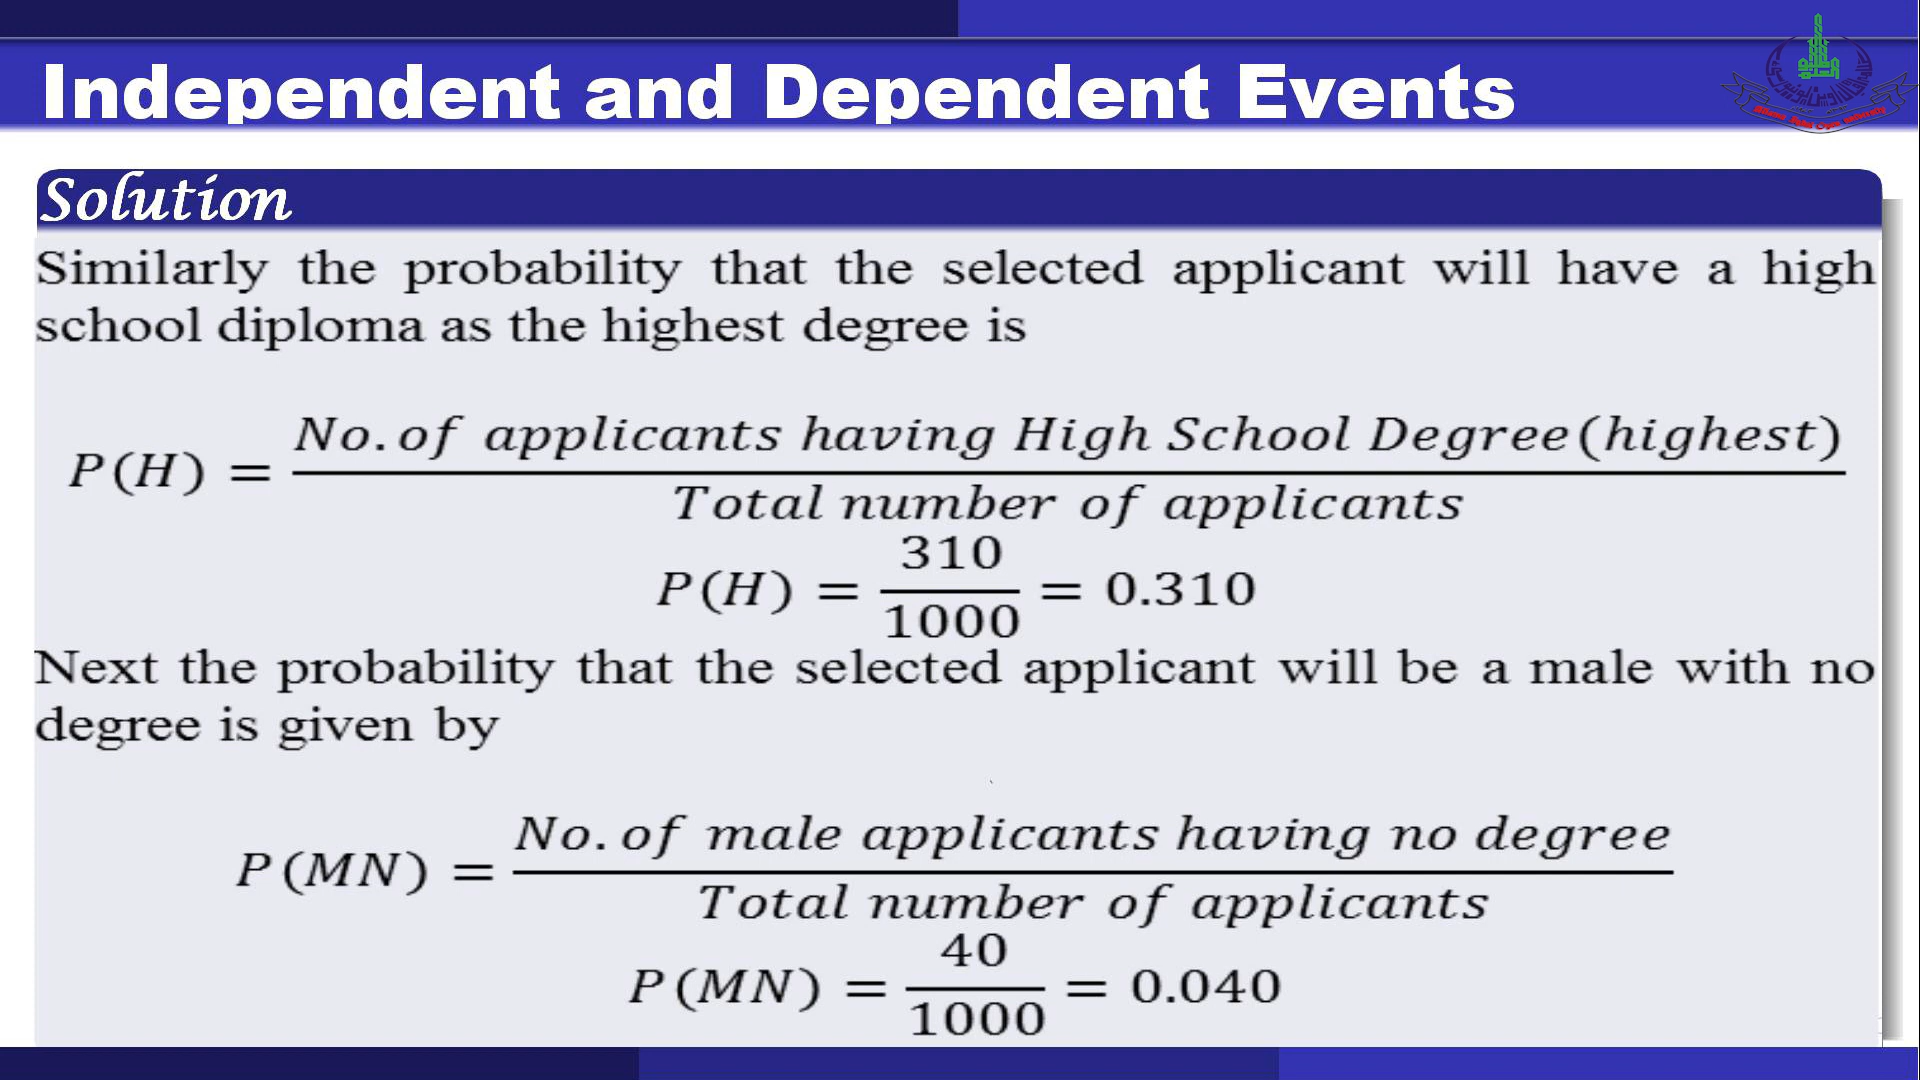 Independent and Dependent Events
Solution
Similarly the probability that the selected applicant will have a high
school diploma as the highest degree is
P(H) = No. of applicants having High School Degree(highest) / Total number of applicants
P(H) = 310/1000 = 0.310
Next the probability that the selected applicant will be a male with no
degree is given by
P(MN) = No. of male applicants having no degree / Total number of applicants
P(MN) = 40/1000 = 0.040